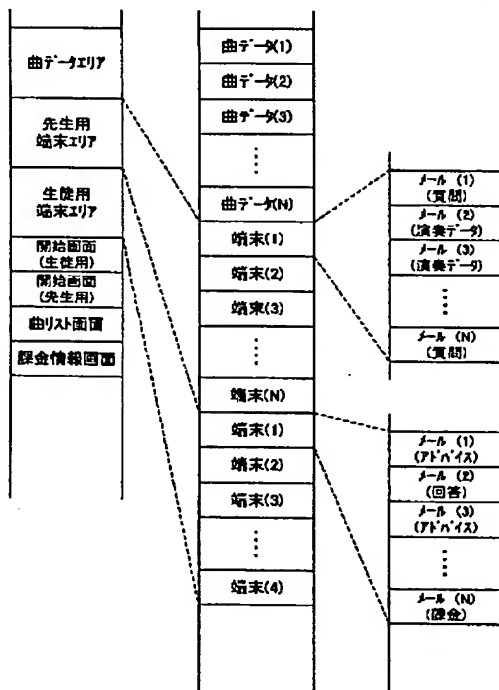 曲データエリア
先生用
端末エリア
生徒用
端末エリア
開始画面
(生徒用)
開始画面
(先生用)
曲リスト画面
課金情報画面
曲データ(1)
曲データ(2)
曲データ(3)
曲データ(N)
端末(1)
端末(2)
端末(3)
端末(N)
端末(1)
端末(2)
端末(3)
端末(4)
メール (1)
(質問)
メール (2)
(演奏データ)
メール (3)
(演奏データ)
メール (N)
(質問)
メール (1)
(アドバイス)
メール (2)
(回答)
メール (3)
(アドバイス)
メール (N)
(課金)